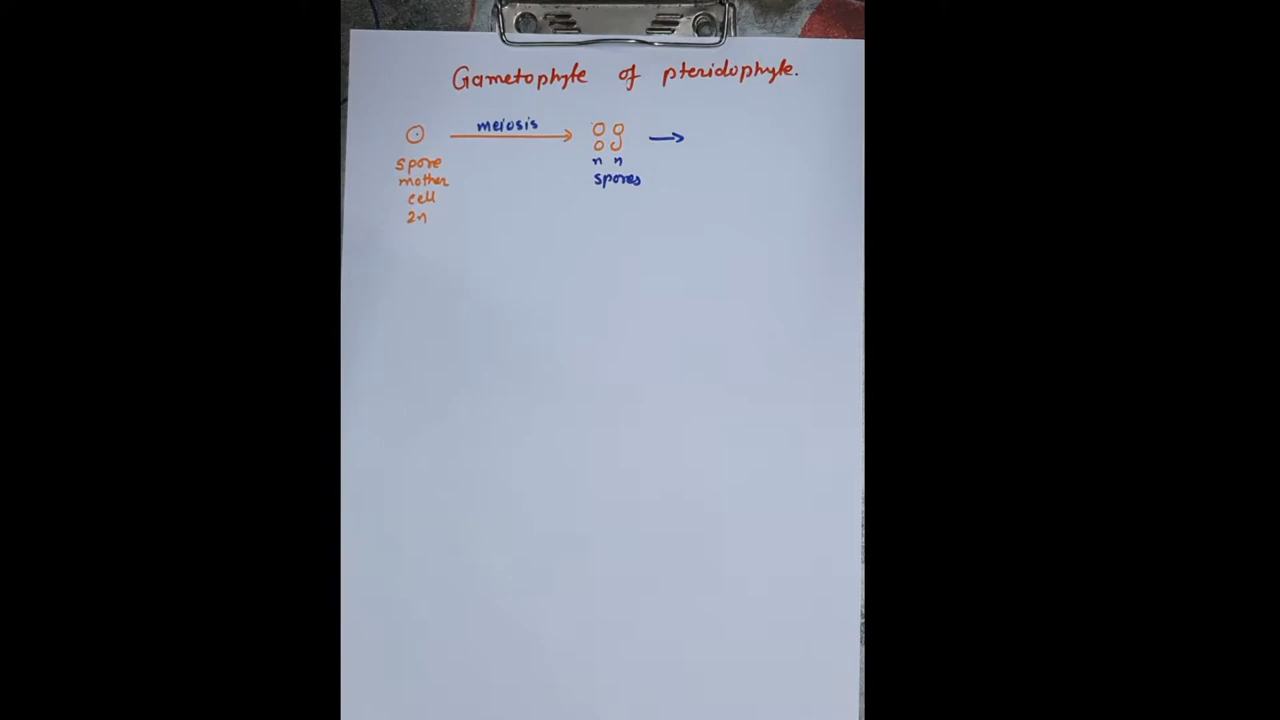 Gametophyte of pteridophyte.
meiosis
spore
mother
cell
2n
n n
spores